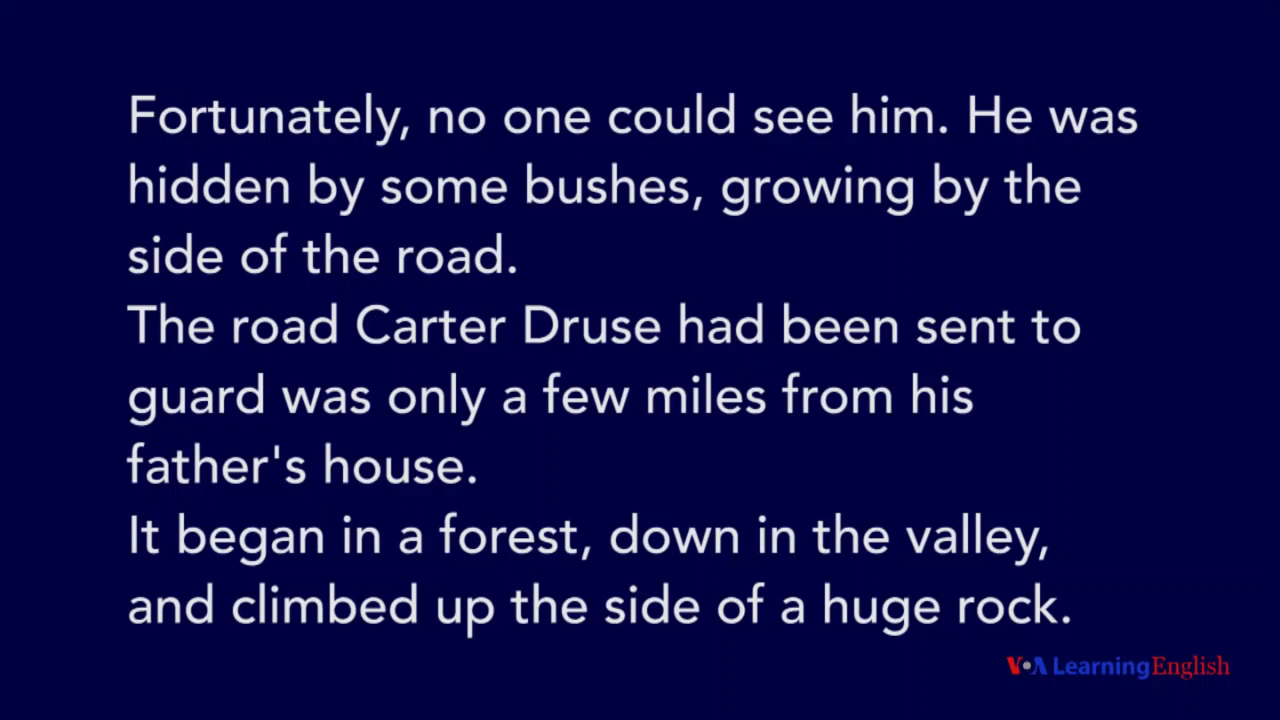 Fortunately, no one could see him. He was
hidden by some bushes, growing by the
side of the road.
The road Carter Druse had been sent to
guard was only a few miles from his
father's house.
It began in a forest, down in the valley,
and climbed up the side of a huge rock.
VOA Learning English